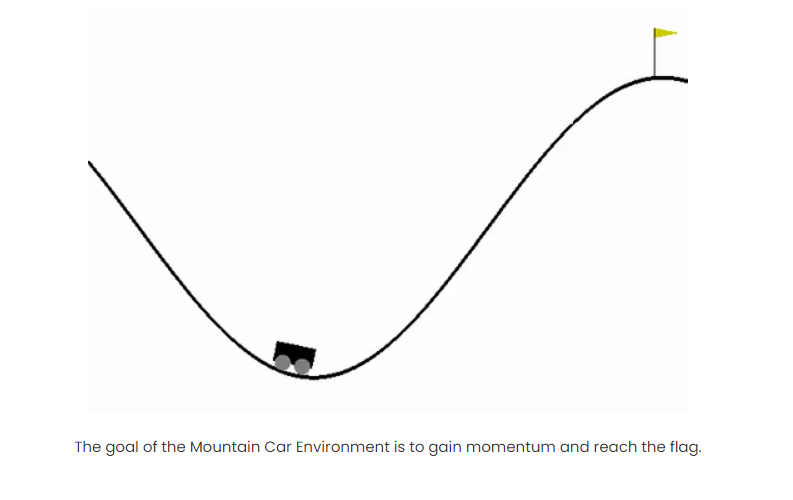 The goal of the Mountain Car Environment is to gain momentum and reach the flag.